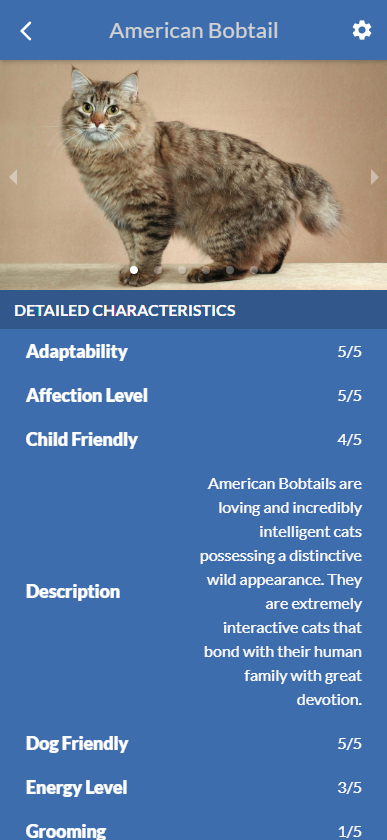 American Bobtail
DETAILED CHARACTERISTICS
Adaptability 5/5
Affection Level 5/5
Child Friendly 4/5
Description
American Bobtails are
loving and incredibly
intelligent cats
possessing a distinctive
wild appearance. They
are extremely
interactive cats that
bond with their human
family with great
devotion.
Dog Friendly 5/5
Energy Level 3/5
Grooming 1/5